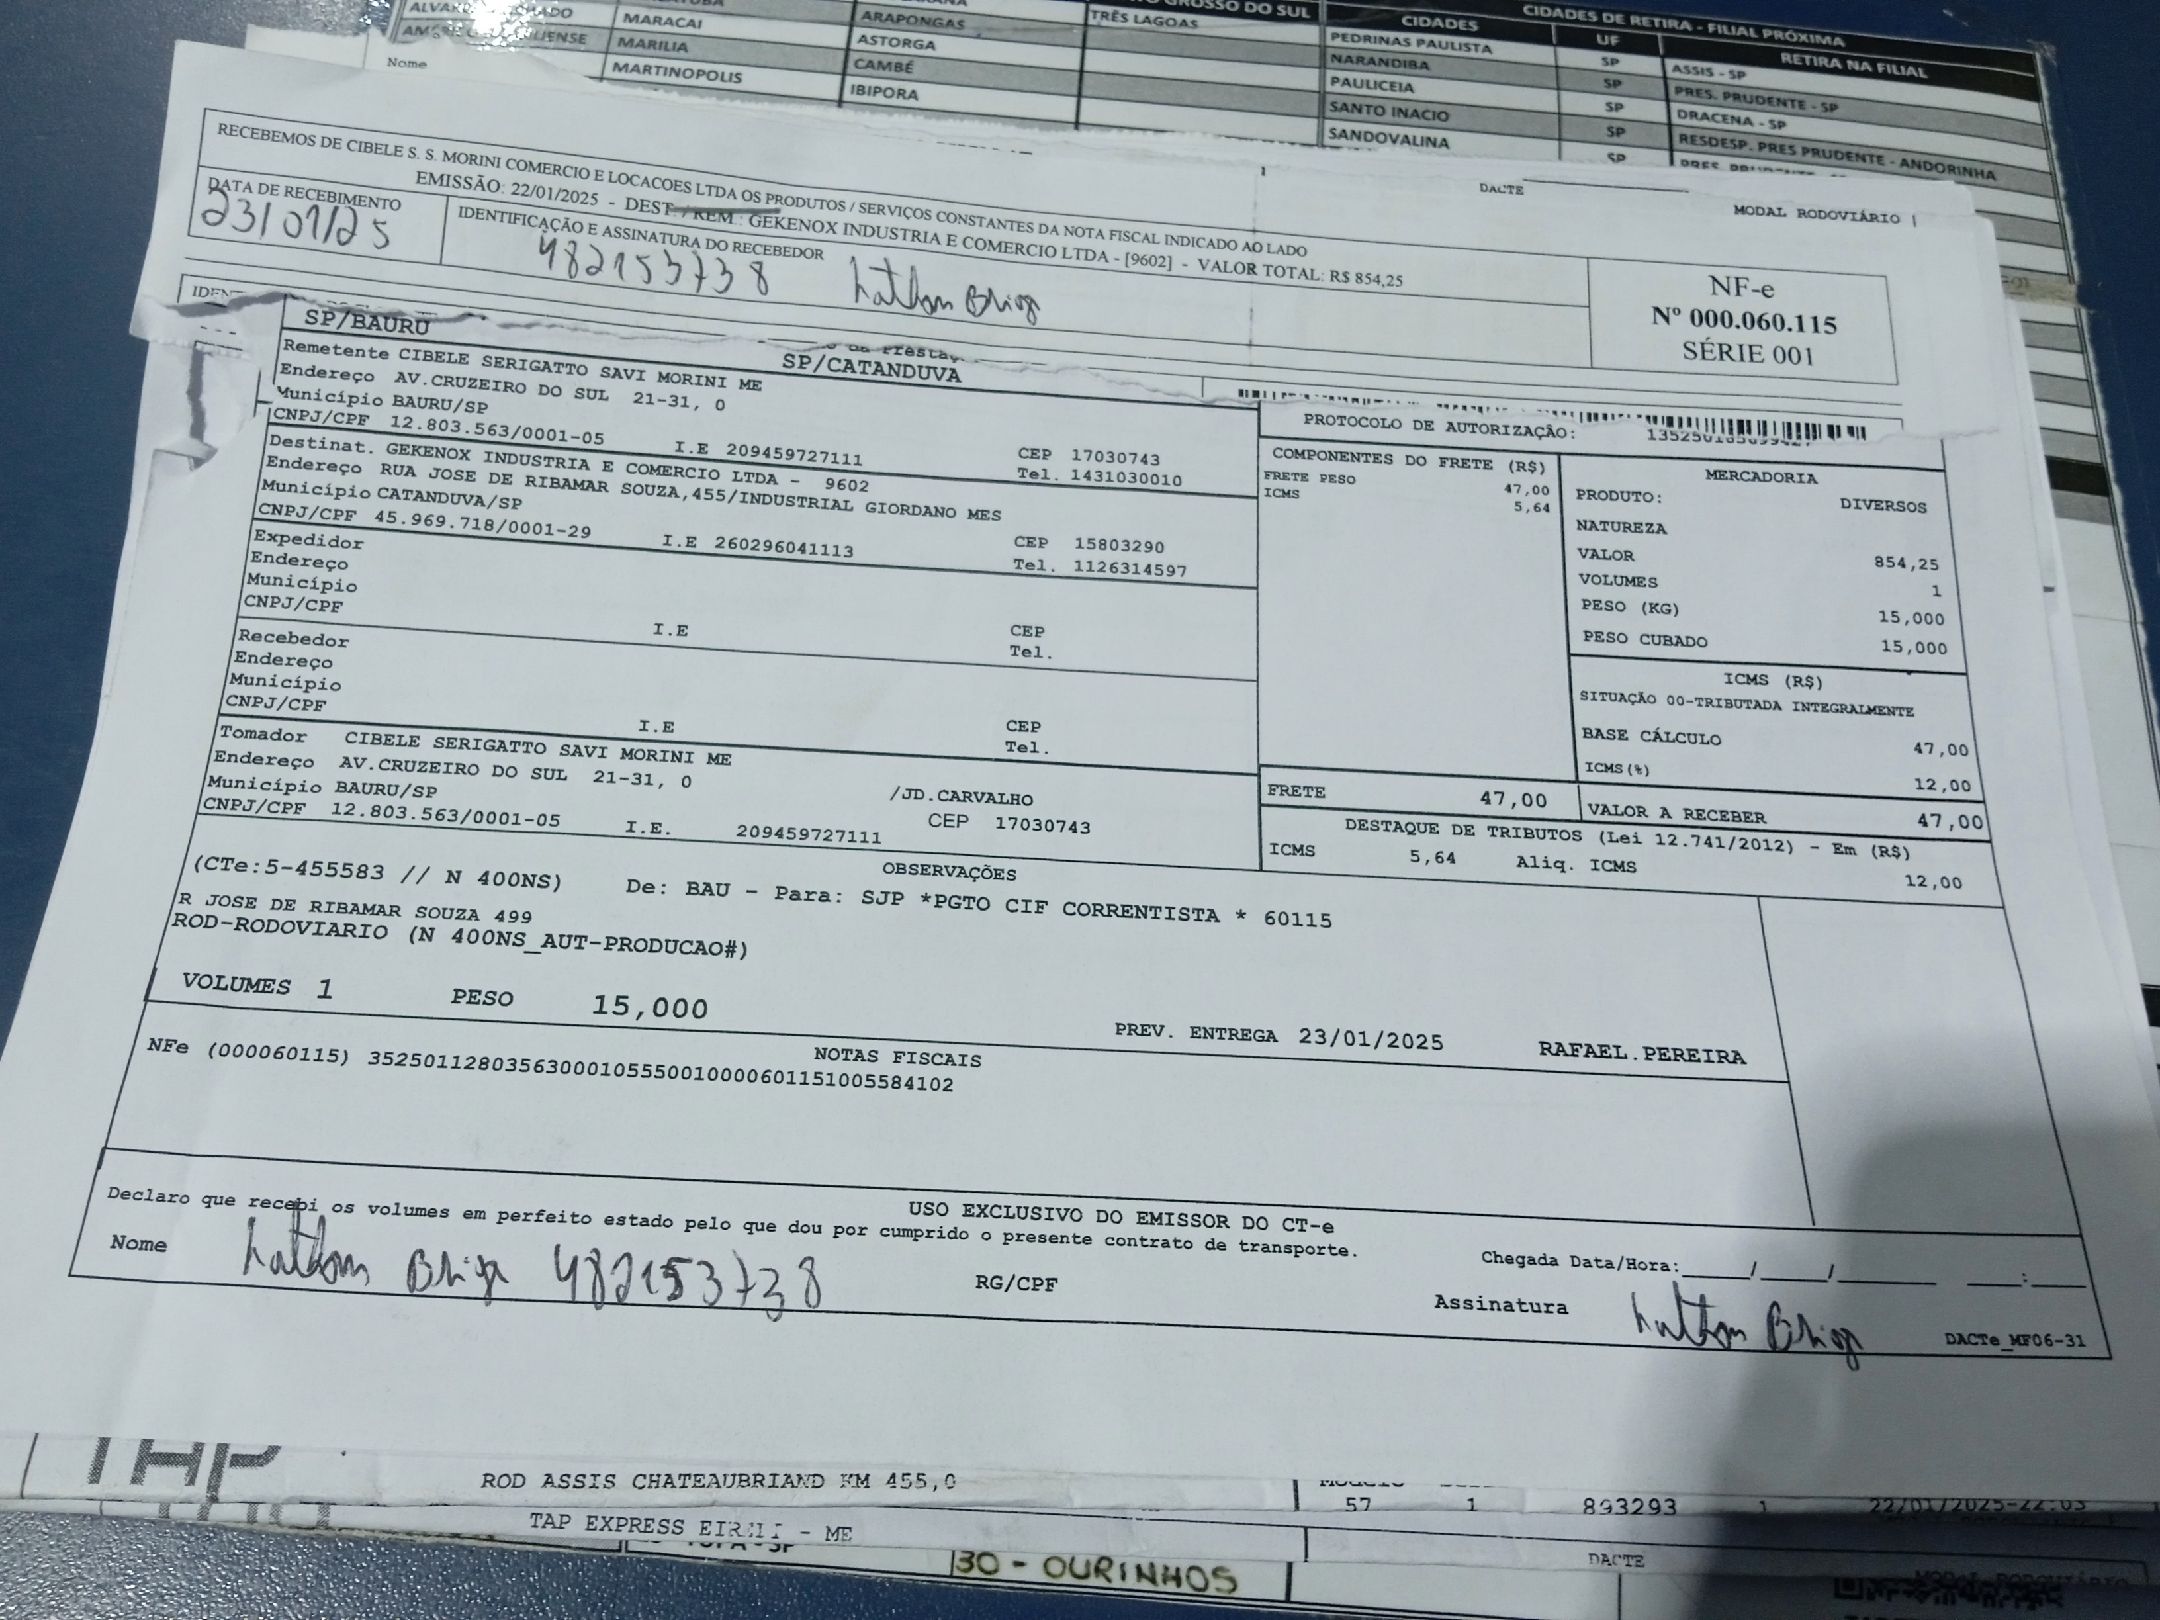 MARACAI
ARAPONGAS
TRÊS LAGOAS
CIDADES
CIDADES DE RETIRA - FILIAL PRÓXIMA
MARILIA
ASTORGA
PEDRINAS PAULISTA
UF
RETIRA NA FILIAL
Nome
MARTINOPOLIS
CAMBÉ
NARANDIBA
SP
ASSIS - SP
IBIPORA
PAULICEIA
SP
PRES. PRUDENTE - SP
SANTO INACIO
SP
DRACENA - SP
SANDOVALINA
SP
RESDESP. PRES PRUDENTE - ANDORINHA
SP
DACTE
MODAL RODOVIÁRIO
RECEBEMOS DE CIBELE S. S. MORINI COMERCIO E LOCACOES LTDA OS PRODUTOS / SERVIÇOS CONSTANTES DA NOTA FISCAL INDICADO AO LADO
EMISSÃO: 22/01/2025 - DEST. / REM.: GEKENOX INDUSTRIA E COMERCIO LTDA - [9602] - VALOR TOTAL: R$ 854,25
DATA DE RECEBIMENTO
23/01/25
IDENTIFICAÇÃO E ASSINATURA DO RECEBEDOR
482153738
NF-e
Nº 000.060.115
SÉRIE 001
SP/BAURU
SP/CATANDUVA
Remetente CIBELE SERIGATTO SAVI MORINI ME
Endereço AV.CRUZEIRO DO SUL 21-31, 0
Município BAURU/SP
CEP 17030743
CNPJ/CPF 12.803.563/0001-05 I.E 209459727111
Tel. 1431030010
Destinat. GEKENOX INDUSTRIA E COMERCIO LTDA - 9602
Endereço RUA JOSE DE RIBAMAR SOUZA,455/INDUSTRIAL GIORDANO MES
Município CATANDUVA/SP
CEP 15803290
CNPJ/CPF 45.969.718/0001-29 I.E 260296041113
Tel. 1126314597
Expedidor
Endereço
Município
CEP
CNPJ/CPF
I.E
Tel.
Recebedor
Endereço
Município
CEP
CNPJ/CPF
I.E
Tel.
Tomador CIBELE SERIGATTO SAVI MORINI ME
Endereço AV.CRUZEIRO DO SUL 21-31, 0
/JD.CARVALHO
Município BAURU/SP
CEP 17030743
CNPJ/CPF 12.803.563/0001-05 I.E. 209459727111
PROTOCOLO DE AUTORIZAÇÃO:
COMPONENTES DO FRETE (R$)
FRETE PESO 47,00
ICMS 5,64
MERCADORIA
PRODUTO: DIVERSOS
NATUREZA
VALOR 854,25
VOLUMES 1
PESO (KG) 15,000
PESO CUBADO 15,000
ICMS (R$)
SITUAÇÃO 00-TRIBUTADA INTEGRALMENTE
BASE CÁLCULO 47,00
ICMS(%) 12,00
FRETE 47,00
VALOR A RECEBER 47,00
DESTAQUE DE TRIBUTOS (Lei 12.741/2012) - Em (R$)
ICMS 5,64 Aliq. ICMS 12,00
OBSERVAÇÕES
(CTe:5-455583 // N 400NS) De: BAU - Para: SJP *PGTO CIF CORRENTISTA * 60115
R JOSE DE RIBAMAR SOUZA 499
ROD-RODOVIARIO (N 400NS_AUT-PRODUCAO#)
VOLUMES 1 PESO 15,000
PREV. ENTREGA 23/01/2025 RAFAEL.PEREIRA
NOTAS FISCAIS
NFe (000060115) 35250112803563000105550010000601151005584102
USO EXCLUSIVO DO EMISSOR DO CT-e
Declaro que recebi os volumes em perfeito estado pelo que dou por cumprido o presente contrato de transporte.
Nome
482153738
RG/CPF
Chegada Data/Hora:____/____/______ ___:___
Assinatura
DACTe_MF06-31
TAP
ROD ASSIS CHATEAUBRIAND KM 455,0
57 1 893293 1 22/01/2025-22:03
TAP EXPRESS EIRELI - ME
DACTE
30 - OURINHOS